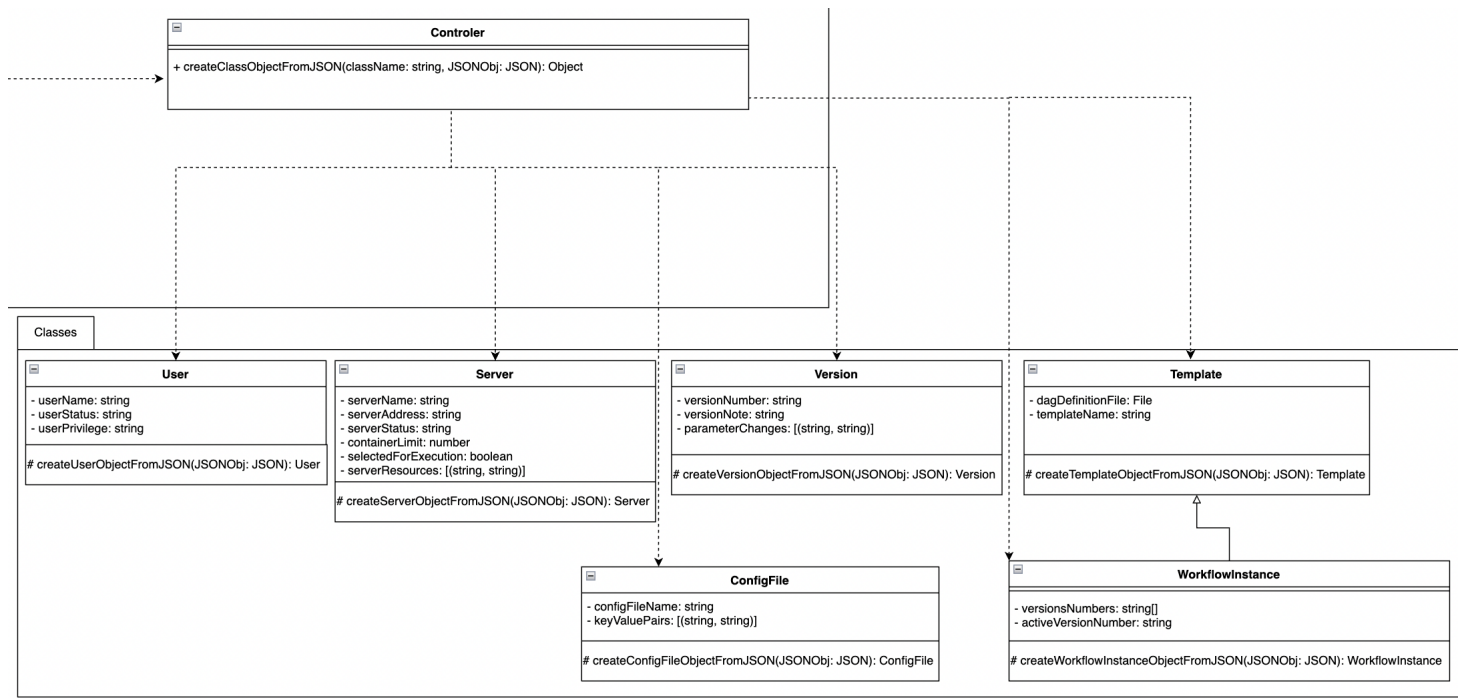 Controler
+ createClassObjectFromJSON(className: string, JSONObj: JSON): Object
Classes
User
- userName: string
- userStatus: string
- userPrivilege: string
# createUserObjectFromJSON(JSONObj: JSON): User
Server
- serverName: string
- serverAddress: string
- serverStatus: string
- containerLimit: number
- selectedForExecution: boolean
- serverResources: [(string, string)]
# createServerObjectFromJSON(JSONObj: JSON): Server
Version
- versionNumber: string
- versionNote: string
- parameterChanges: [(string, string)]
# createVersionObjectFromJSON(JSONObj: JSON): Version
Template
- dagDefinitionFile: File
- templateName: string
# createTemplateObjectFromJSON(JSONObj: JSON): Template
ConfigFile
- configFileName: string
- keyValuePairs: [(string, string)]
# createConfigFileObjectFromJSON(JSONObj: JSON): ConfigFile
WorkflowInstance
- versionsNumbers: string[]
- activeVersionNumber: string
# createWorkflowInstanceObjectFromJSON(JSONObj: JSON): WorkflowInstance